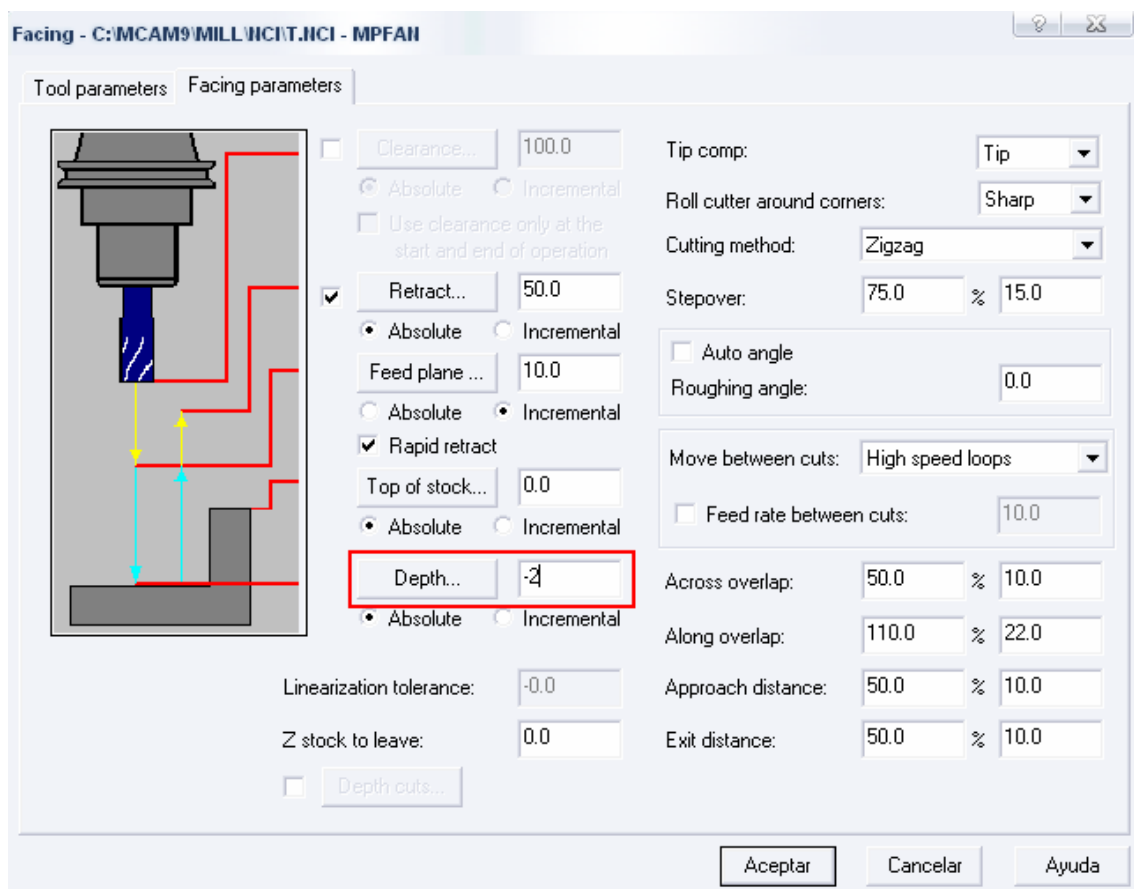 Facing - C:\MCAM9\MILL\NCI\T.NCI - MPFAN
Tool parameters Facing parameters
Clearance... 100.0
Absolute Incremental
Use clearance only at the
start and end of operation
Retract... 50.0
Absolute Incremental
Feed plane ... 10.0
Absolute Incremental
Rapid retract
Top of stock... 0.0
Absolute Incremental
Depth... -2
Absolute Incremental
Linearization tolerance: -0.0
Z stock to leave: 0.0
Depth cuts...
Tip comp: Tip
Roll cutter around corners: Sharp
Cutting method: Zigzag
Stepover: 75.0 % 15.0
Auto angle
Roughing angle: 0.0
Move between cuts: High speed loops
Feed rate between cuts: 10.0
Across overlap: 50.0 % 10.0
Along overlap: 110.0 % 22.0
Approach distance: 50.0 % 10.0
Exit distance: 50.0 % 10.0
Aceptar Cancelar Ayuda